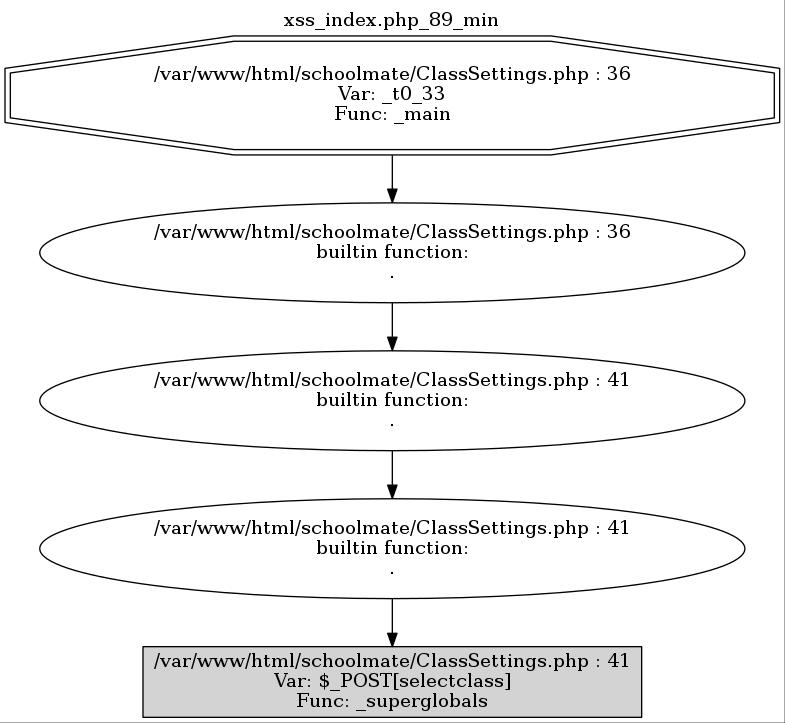 xss_index.php_89_min
/var/www/html/schoolmate/ClassSettings.php : 36
Var: _t0_33
Func: _main
/var/www/html/schoolmate/ClassSettings.php : 36
builtin function:
.
/var/www/html/schoolmate/ClassSettings.php : 41
builtin function:
.
/var/www/html/schoolmate/ClassSettings.php : 41
builtin function:
.
/var/www/html/schoolmate/ClassSettings.php : 41
Var: $_POST[selectclass]
Func: _superglobals